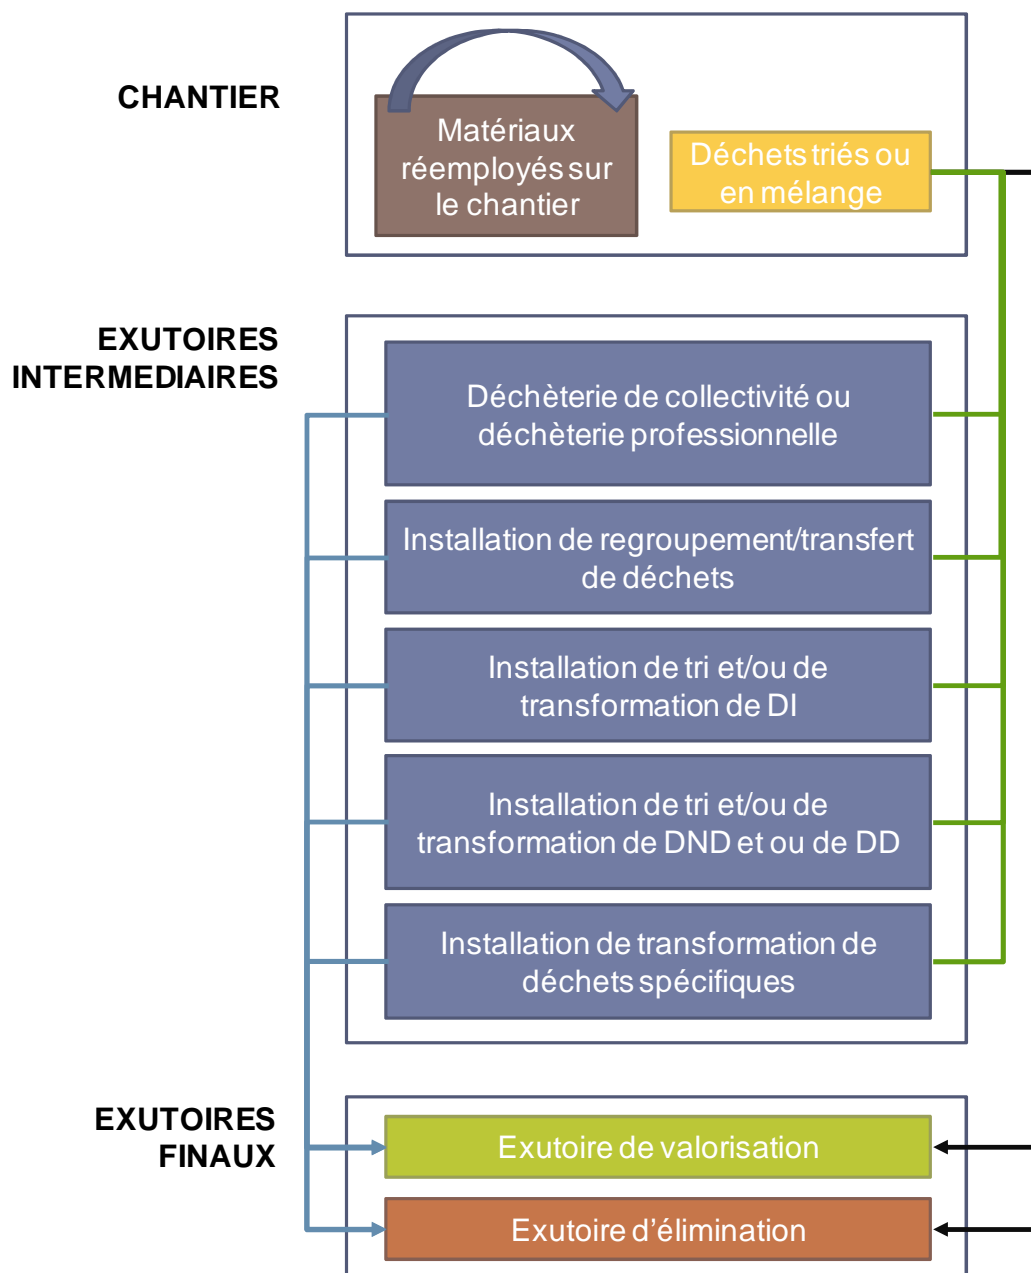 CHANTIER
Matériaux
réemployés sur
le chantier
Déchets triés ou
en mélange
EXUTOIRES
INTERMEDIAIRES
Déchèterie de collectivité ou
déchèterie professionnelle
Installation de regroupement/transfert
de déchets
Installation de tri et/ou de
transformation de DI
Installation de tri et/ou de
transformation de DND et ou de DD
Installation de transformation de
déchets spécifiques
EXUTOIRES
FINAUX
Exutoire de valorisation
Exutoire d’élimination